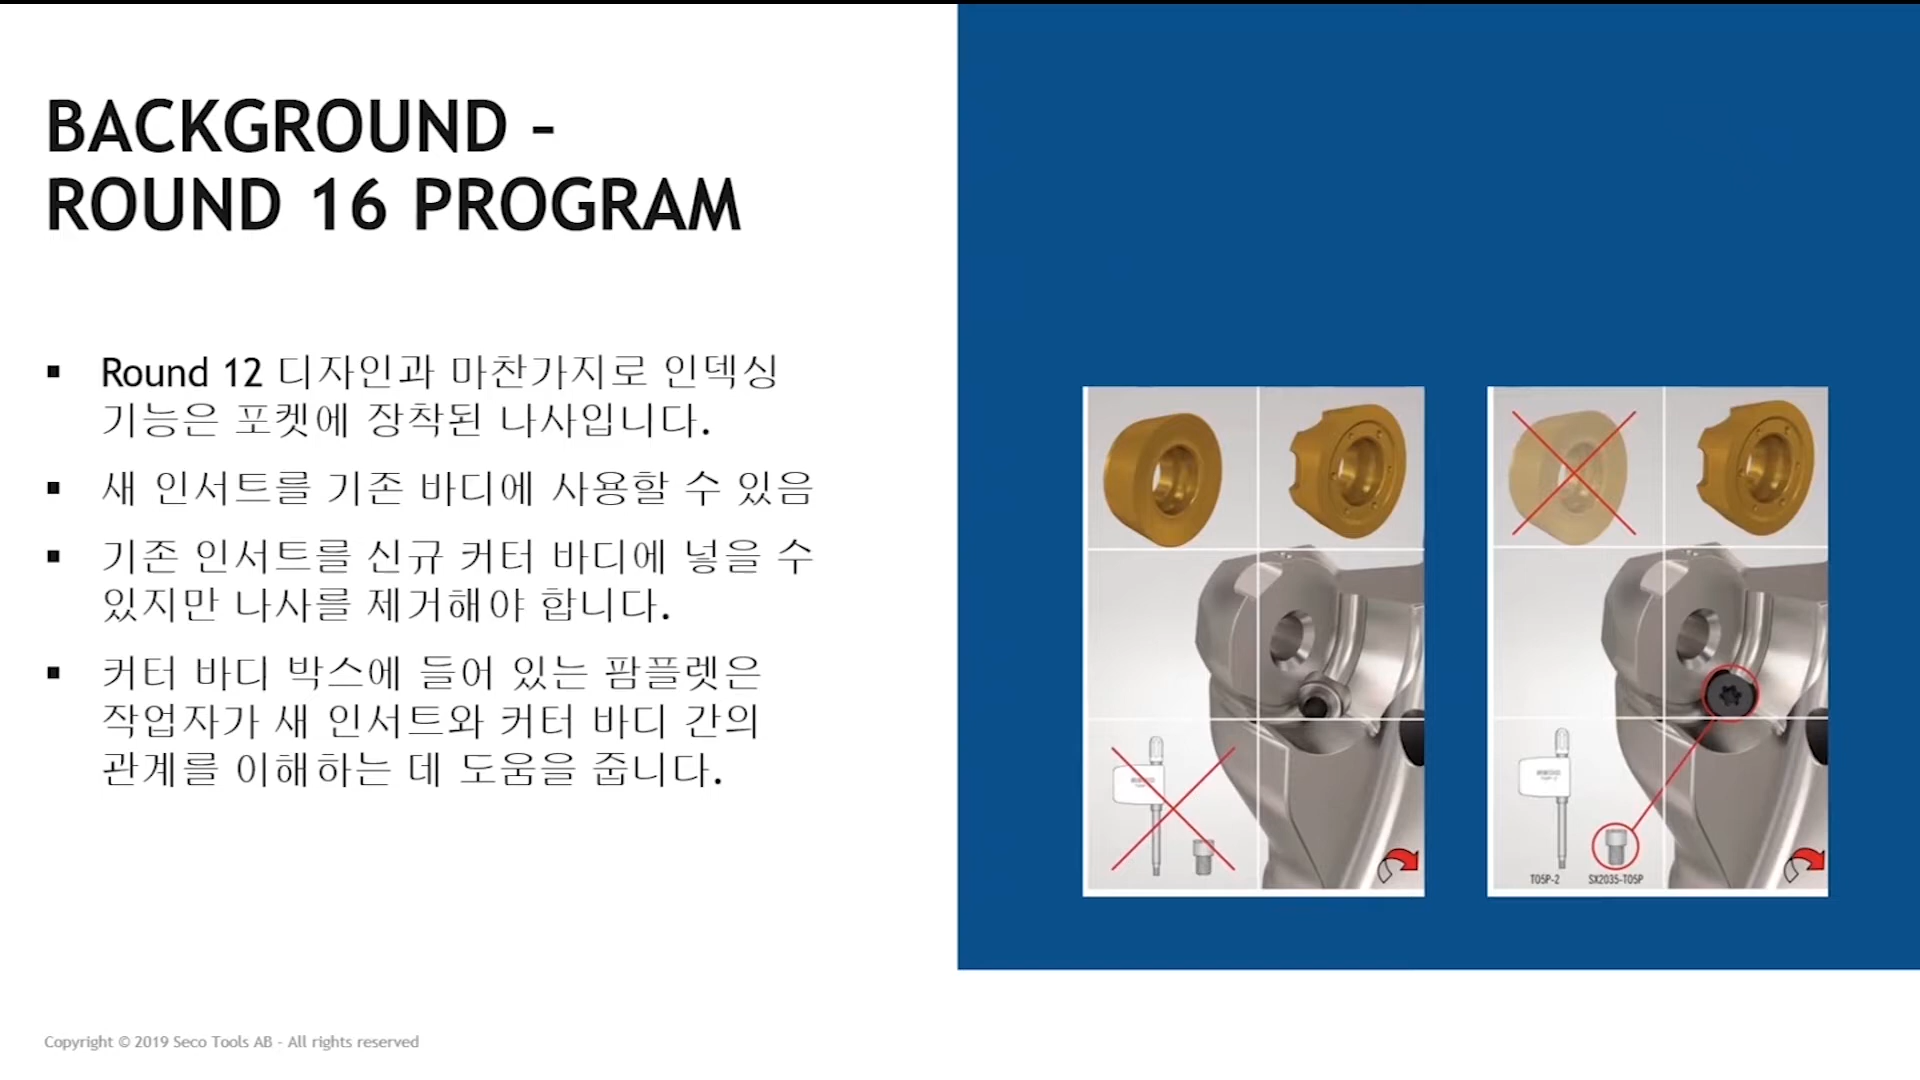 BACKGROUND -
ROUND 16 PROGRAM
▪ Round 12 디자인과 마찬가지로 인덱싱
기능은 포켓에 장착된 나사입니다.
▪ 새 인서트를 기존 바디에 사용할 수 있음
▪ 기존 인서트를 신규 커터 바디에 넣을 수
있지만 나사를 제거해야 합니다.
▪ 커터 바디 박스에 들어 있는 팜플렛은
작업자가 새 인서트와 커터 바디 간의
관계를 이해하는 데 도움을 줍니다.
T05P-2 SX2035-T05P
Copyright © 2019 Seco Tools AB - All rights reserved